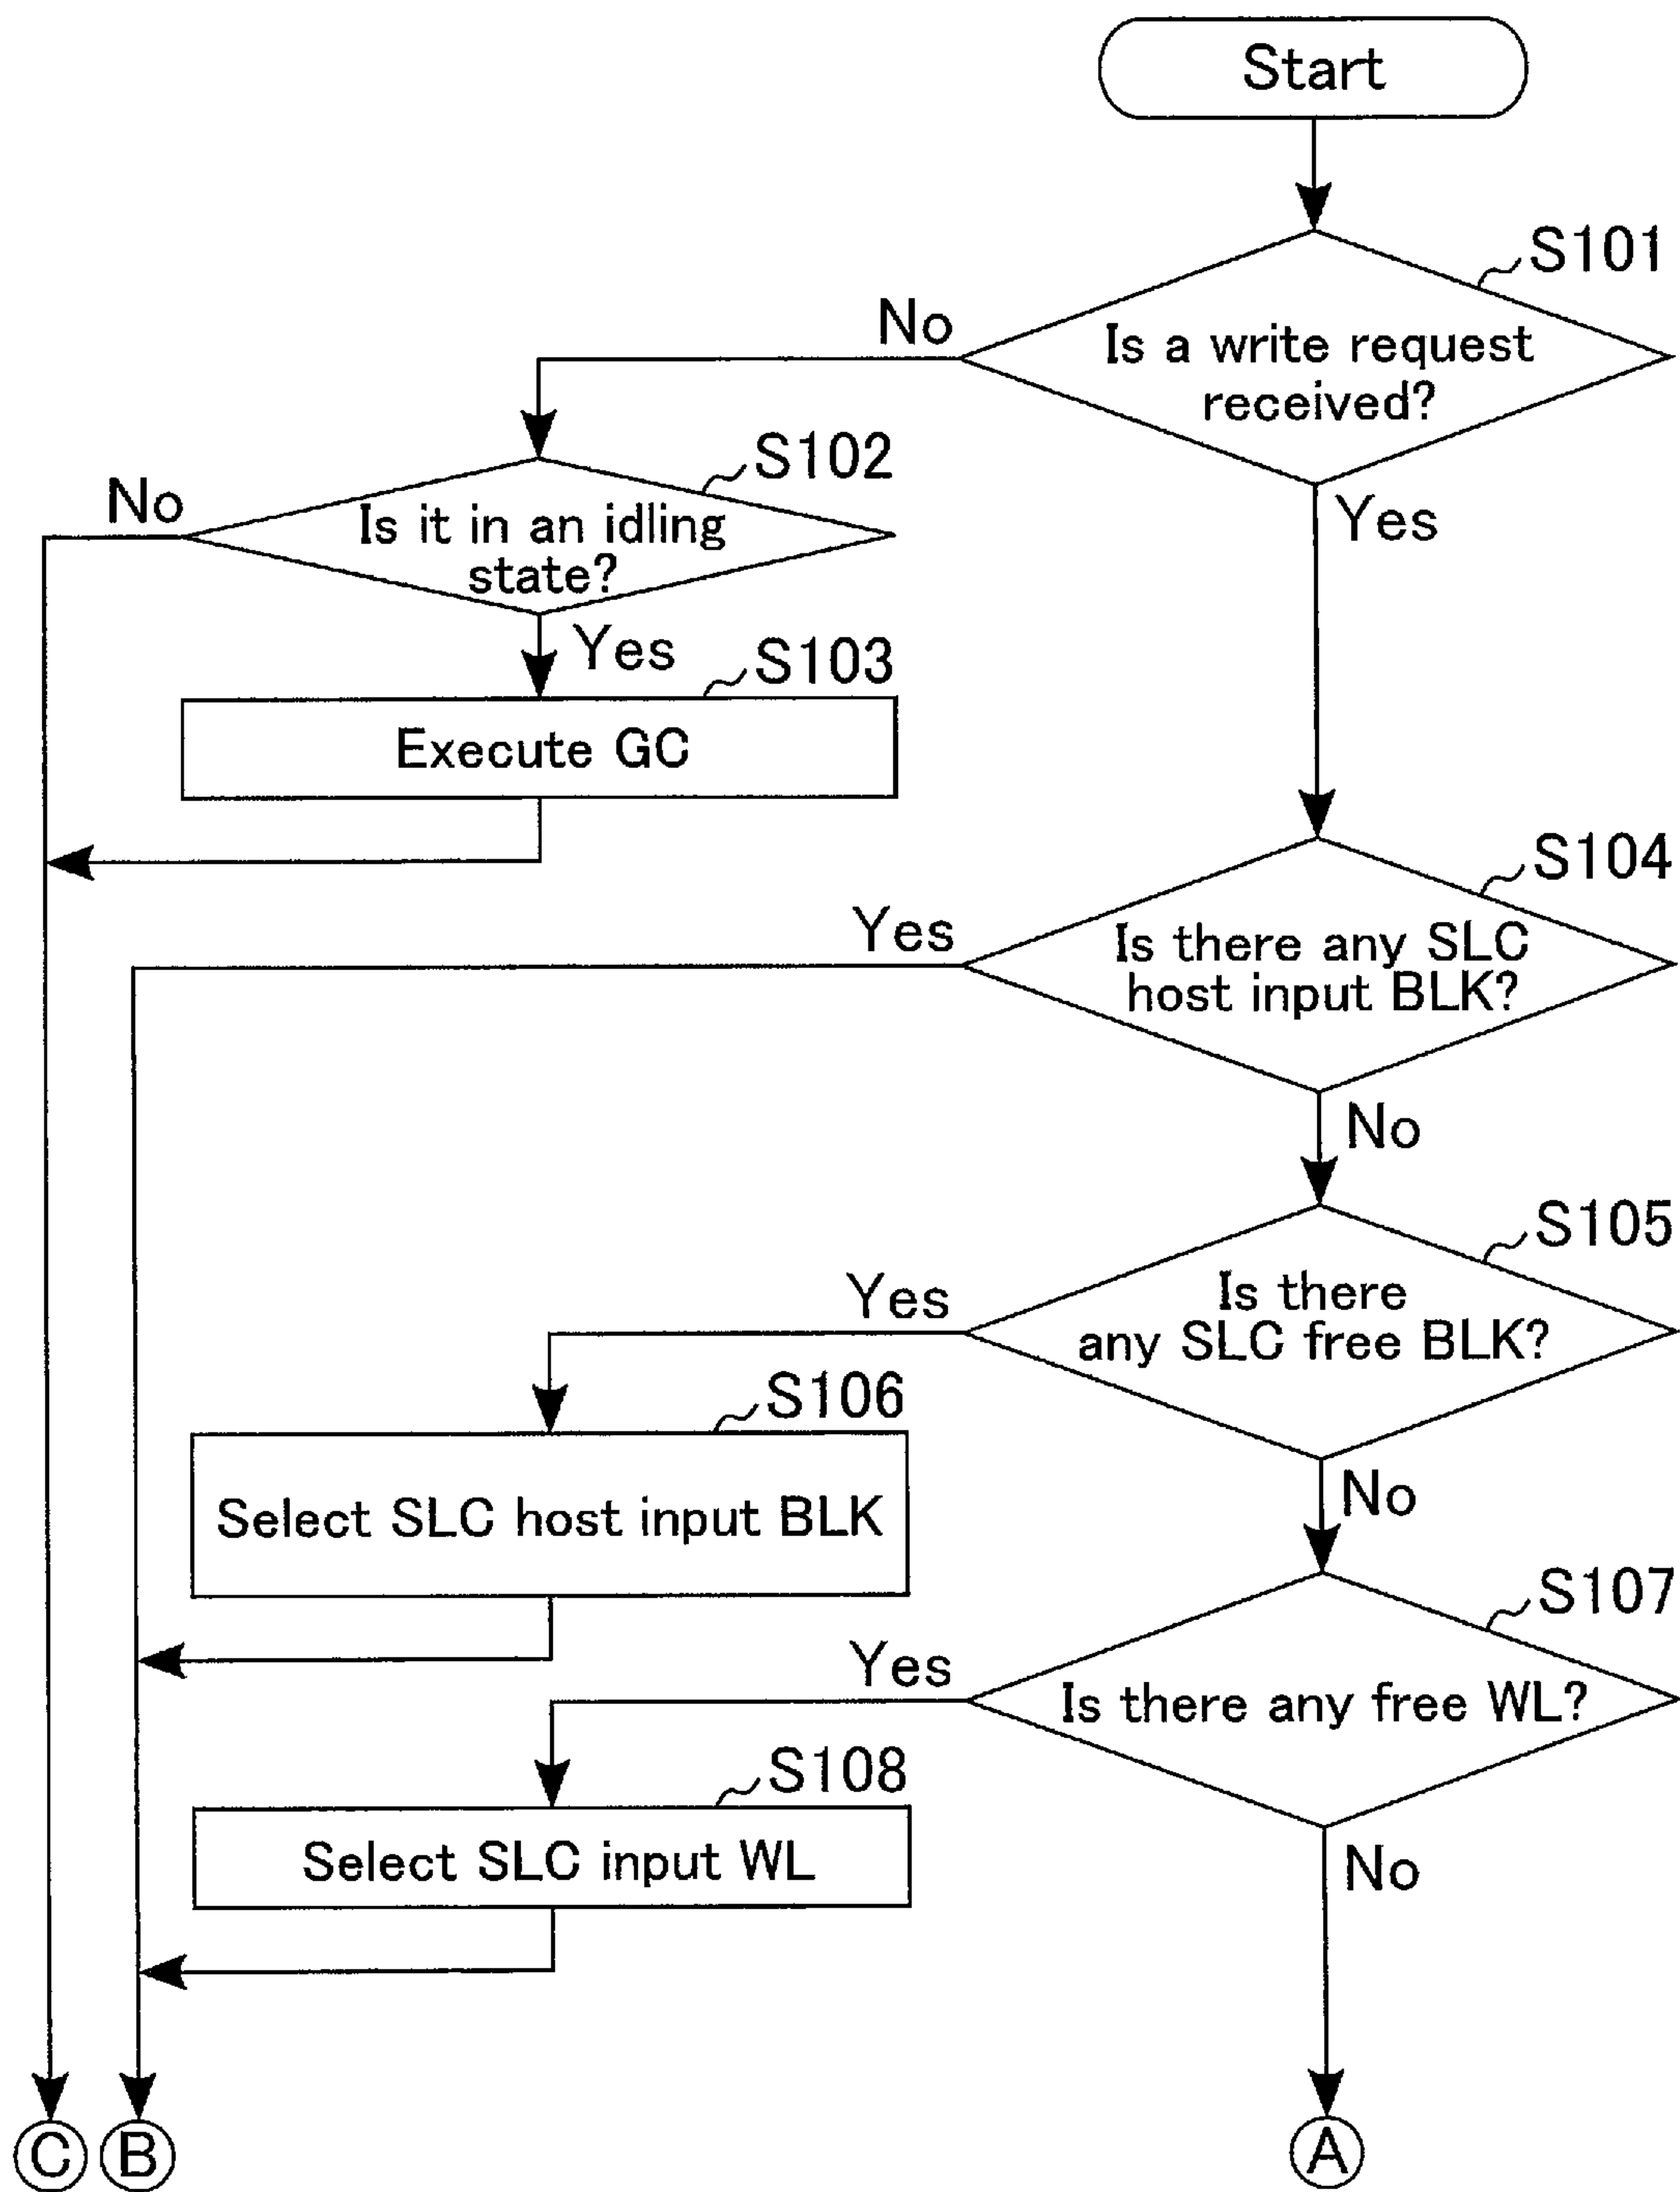 Start
S101
No
Is a write request
received?
S102
No
Yes
Is it in an idling
state?
Yes
S103
Execute GC
S104
Yes
Is there any SLC
host input BLK?
No
S105
Yes
Is there
any SLC free BLK?
S106
No
Select SLC host input BLK
S107
Yes
Is there any free WL?
S108
Select SLC input WL
No
C
B
A